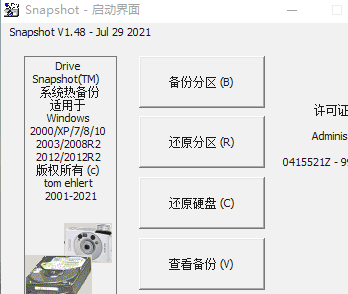 Snapshot - 启动界面
Snapshot V1.48 - Jul 29 2021
Drive
Snapshot(TM)
系统热备份
适用于
Windows
2000/XP/7/8/10
2003/2008R2
2012/2012R2
版权所有 (c)
tom ehlert
2001-2021
备份分区 (B)
还原分区 (R)
还原硬盘 (C)
查看备份 (V)
许可证
Adminis
0415521Z - 99